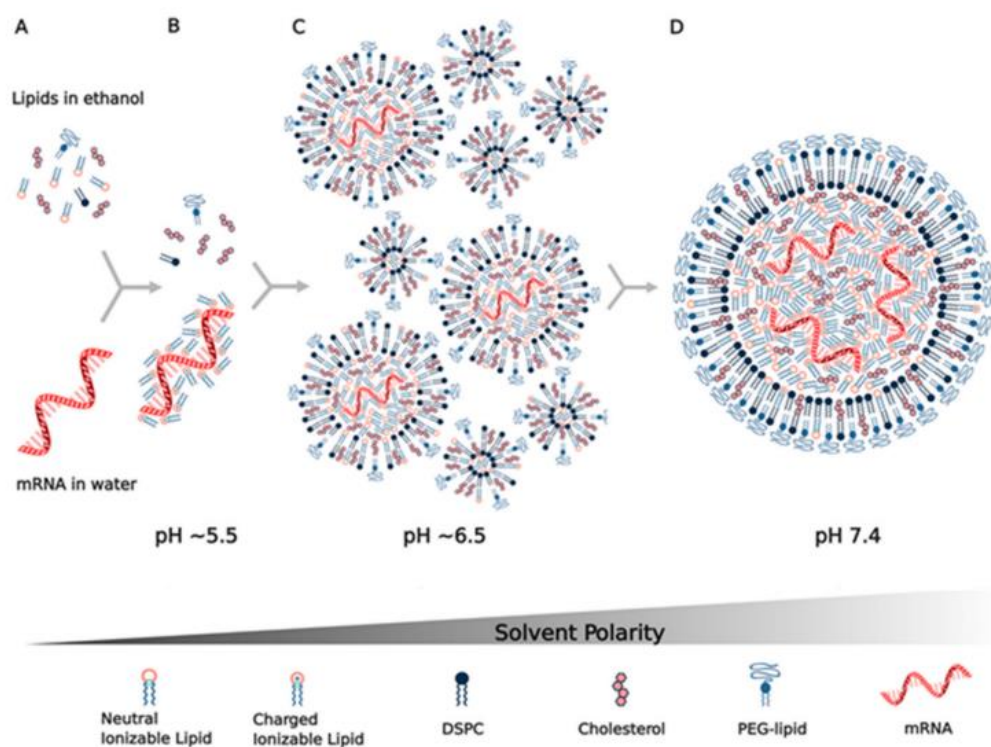 A
B
C
D
Lipids in ethanol
mRNA in water
pH ~5.5
pH ~6.5
pH 7.4
Solvent Polarity
Neutral
Ionizable Lipid
Charged
Ionizable Lipid
DSPC
Cholesterol
PEG-lipid
mRNA